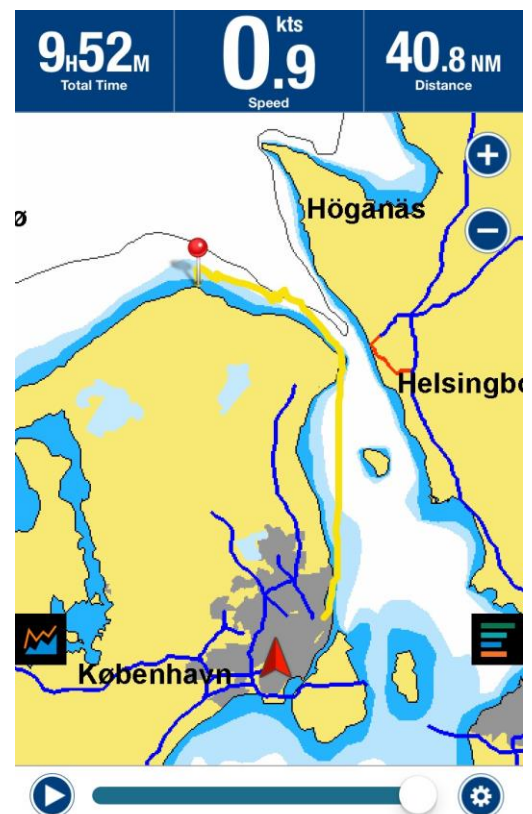 9H52M
Total Time
0.9 kts
Speed
40.8 NM
Distance
ø
Höganäs
Helsingbo
København